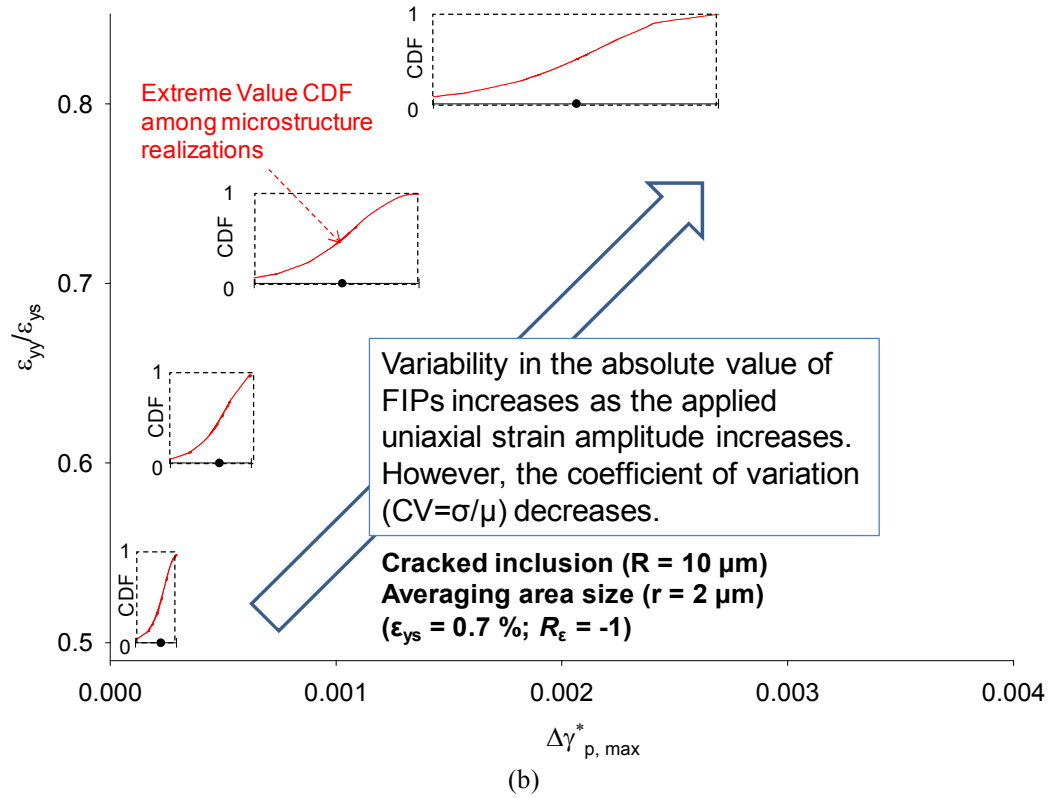 1
CDF
0
0.8
Extreme Value CDF
among microstructure
realizations
1
CDF
0
0.7
εyy/εys
Variability in the absolute value of
FIPs increases as the applied
uniaxial strain amplitude increases.
However, the coefficient of variation
(CV=σ/μ) decreases.
1
CDF
0
0.6
Cracked inclusion (R = 10 μm)
Averaging area size (r = 2 μm)
(εys = 0.7 %; Rε = -1)
1
CDF
0
0.5
0.000 0.001 0.002 0.003 0.004
Δγ*p, max
(b)